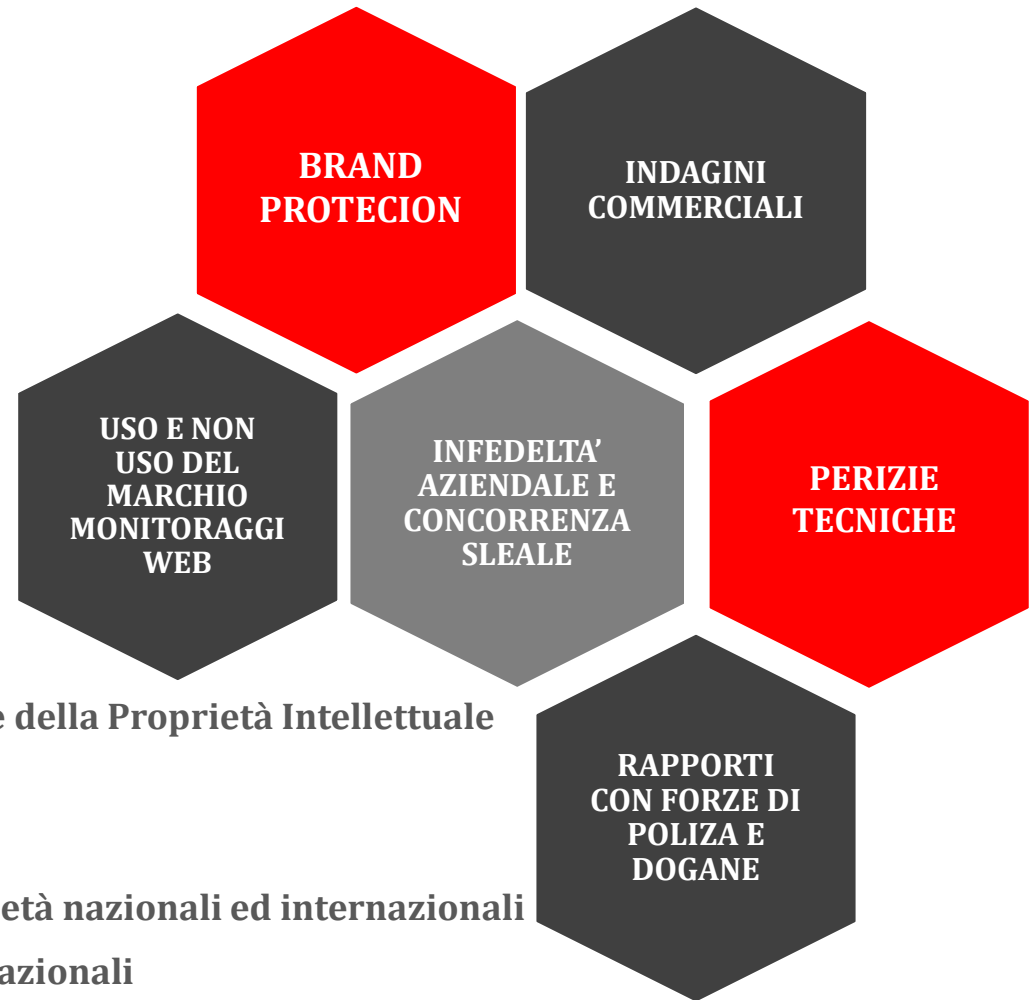 BRAND
PROTECION
INDAGINI
COMMERCIALI
USO E NON
USO DEL
MARCHIO
MONITORAGGI
WEB
INFEDELTA’
AZIENDALE E
CONCORRENZA
SLEALE
PERIZIE
TECNICHE
e della Proprietà Intellettuale
RAPPORTI
CON FORZE DI
POLIZA E
DOGANE
età nazionali ed internazionali
azionali